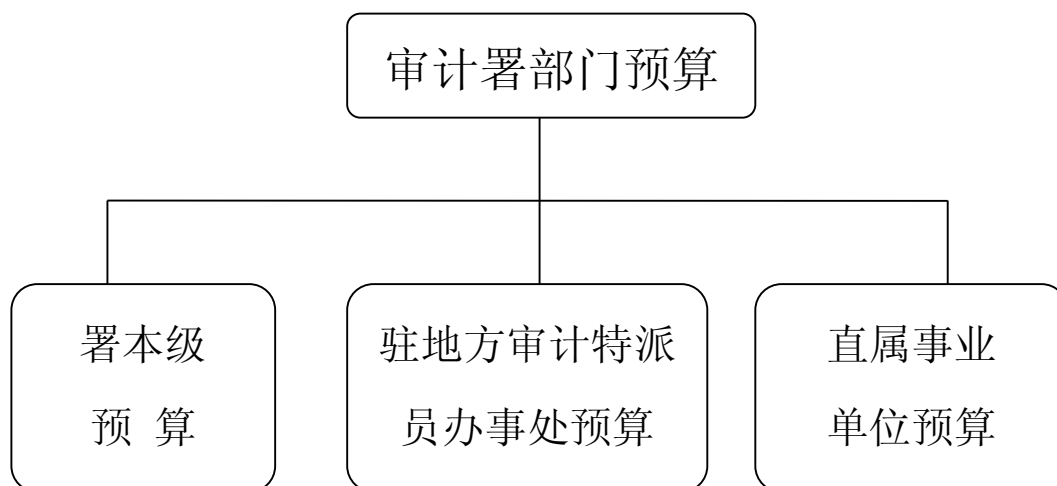 审计署部门预算
署本级
预 算
驻地方审计特派
员办事处预算
直属事业
单位预算